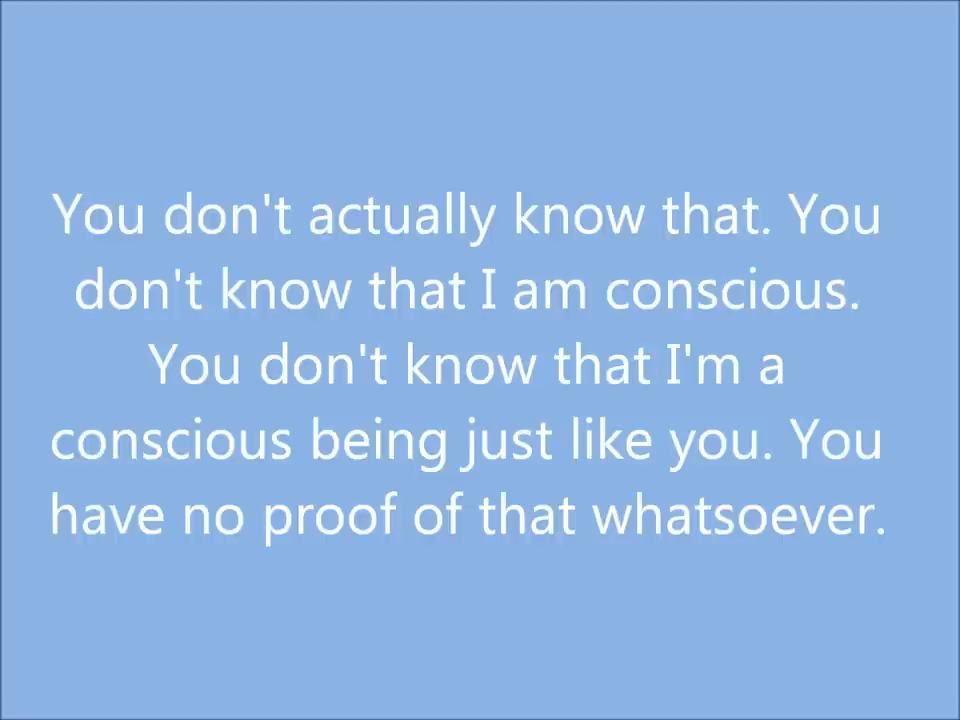 You don't actually know that. You
don't know that I am conscious.
You don't know that I'm a
conscious being just like you. You
have no proof of that whatsoever.